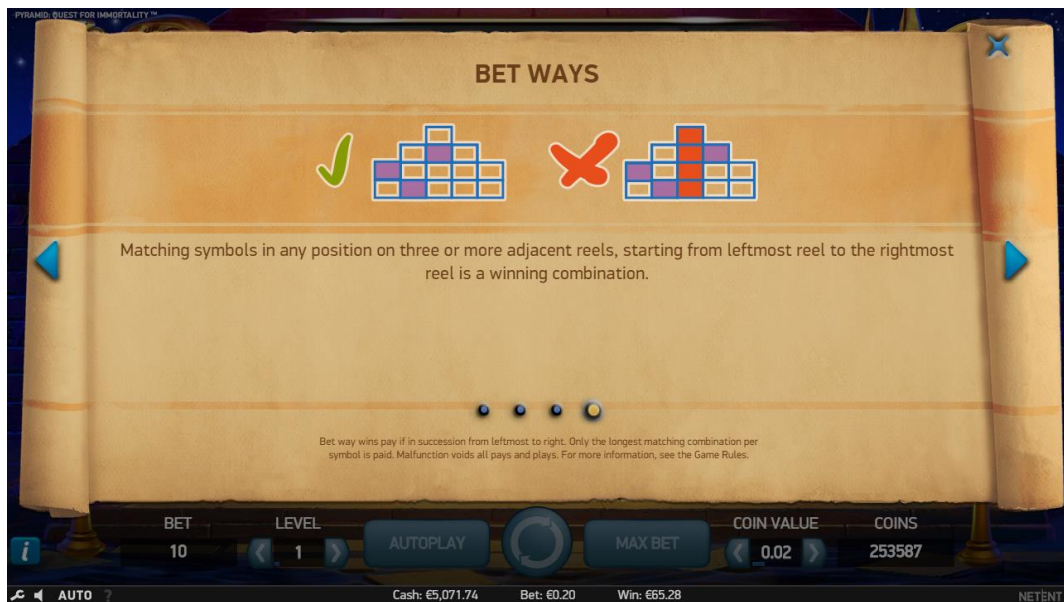 PYRAMID: QUEST FOR IMMORTALITY™
BET WAYS
Matching symbols in any position on three or more adjacent reels, starting from leftmost reel to the rightmost
reel is a winning combination.
Bet way wins pay if in succession from leftmost to right. Only the longest matching combination per
symbol is paid. Malfunction voids all pays and plays. For more information, see the Game Rules.
BET LEVEL COIN VALUE COINS
i 10 1 AUTOPLAY MAX BET 0.02 253587
AUTO ? Cash: €5,071.74 Bet: €0.20 Win: €65.28 NETENT